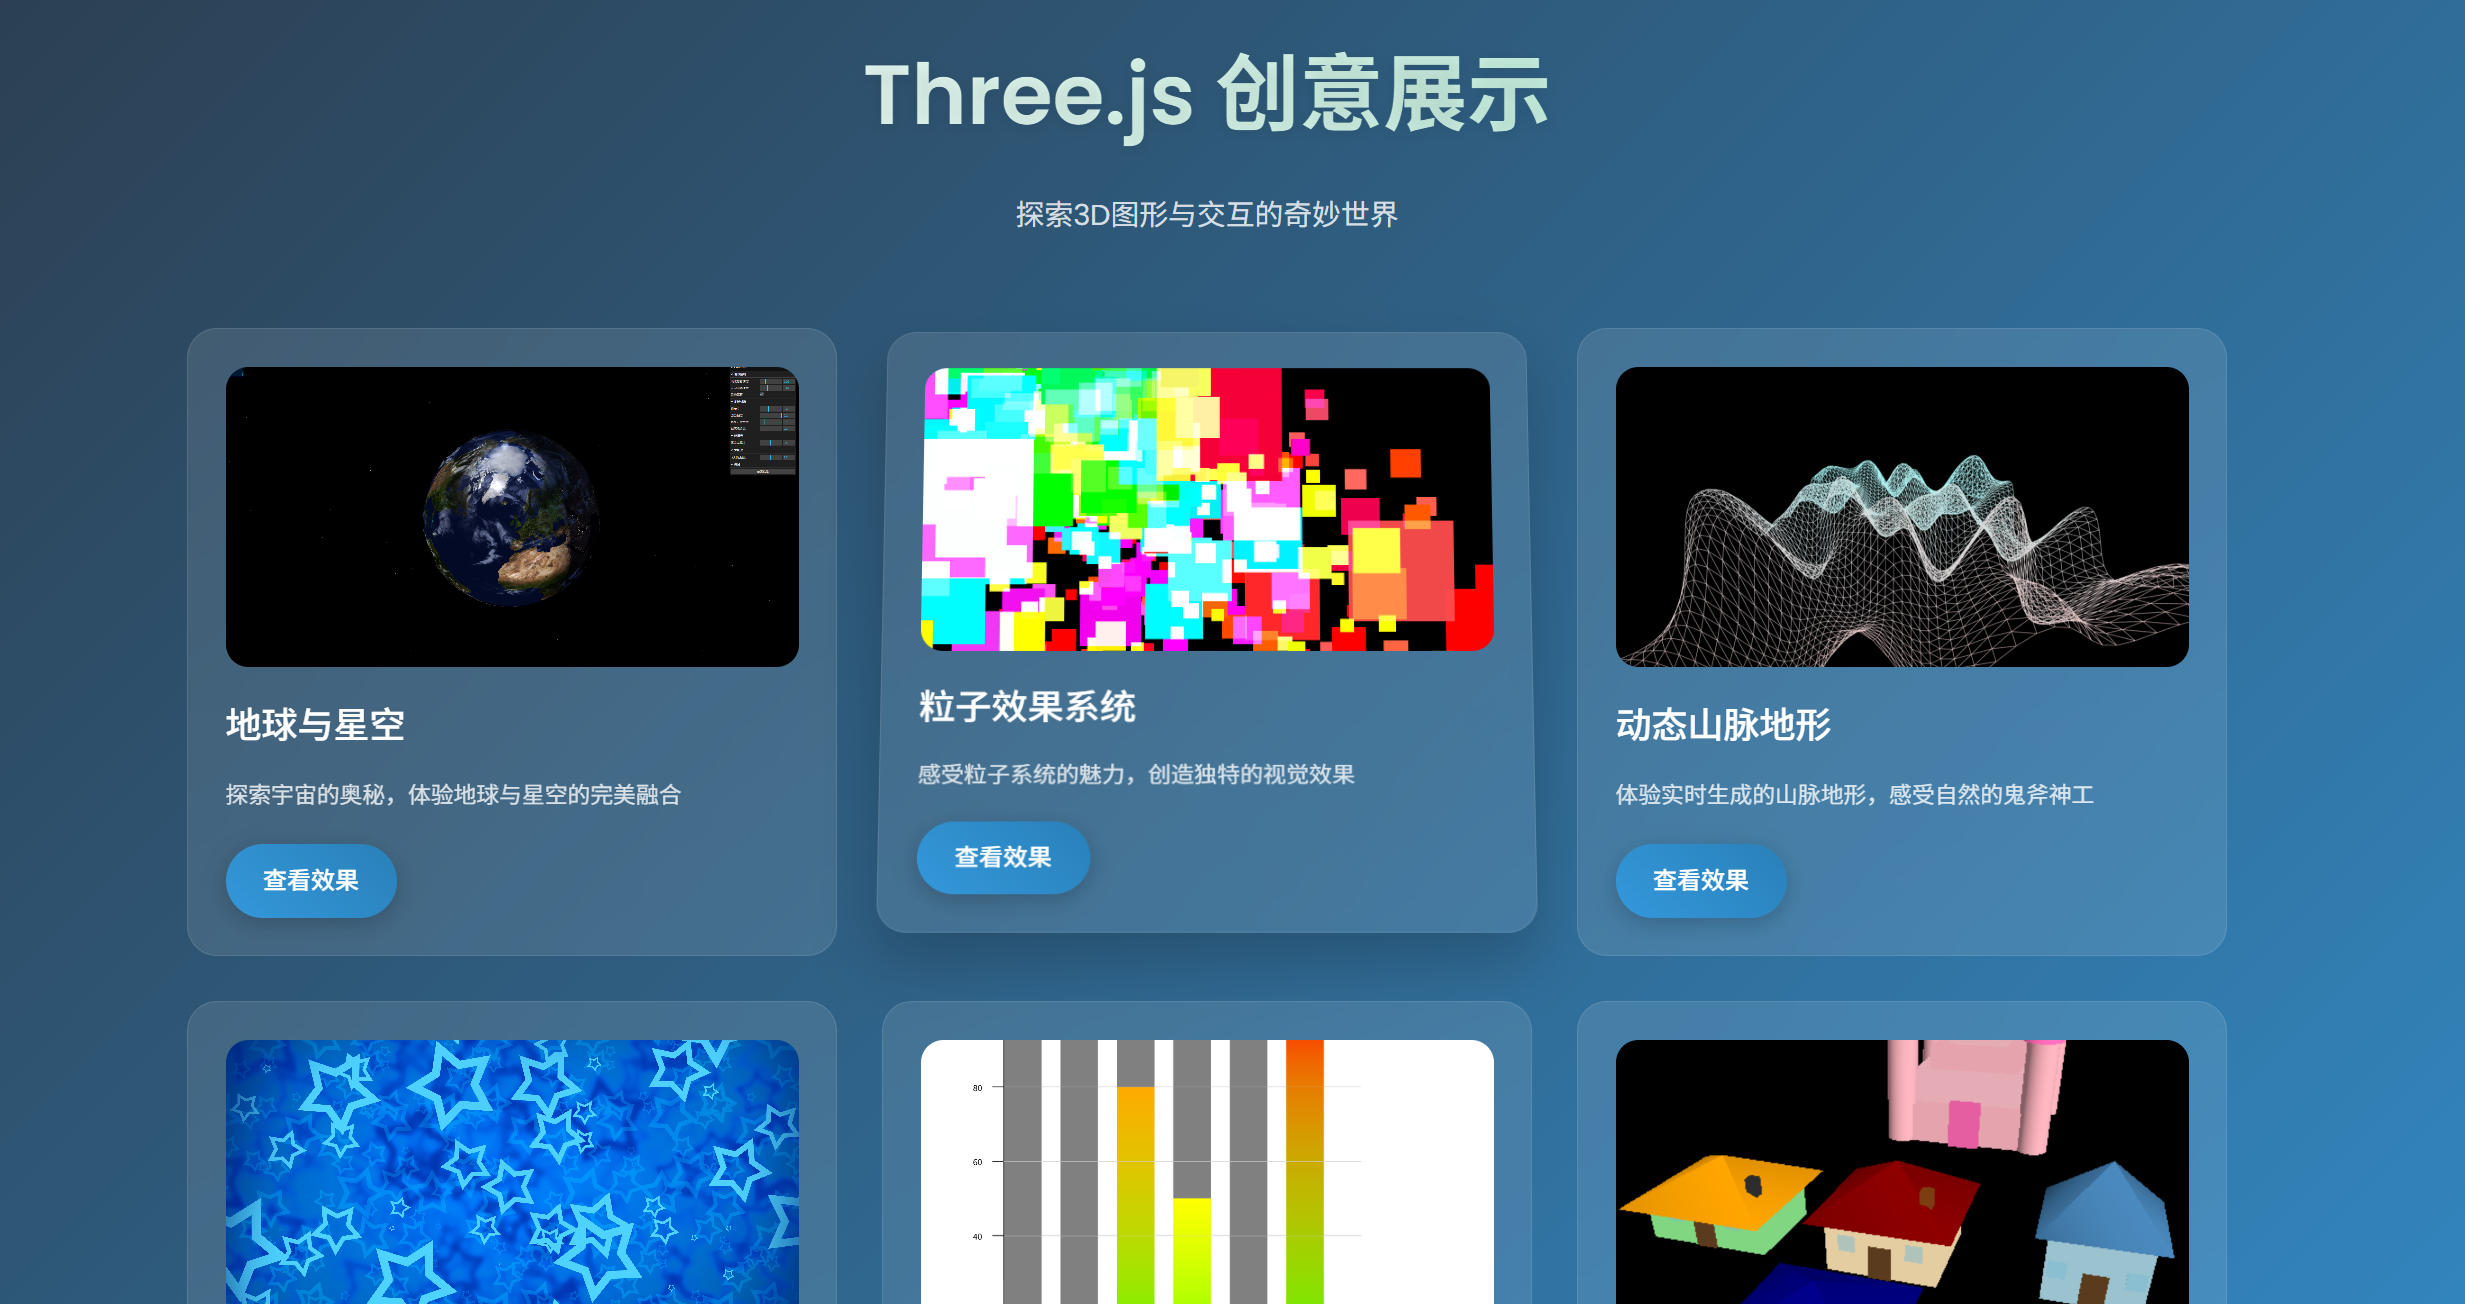 Three.js 创意展示
探索3D图形与交互的奇妙世界
地球与星空
探索宇宙的奥秘，体验地球与星空的完美融合
查看效果
粒子效果系统
感受粒子系统的魅力，创造独特的视觉效果
查看效果
动态山脉地形
体验实时生成的山脉地形，感受自然的鬼斧神工
查看效果
80
60
40